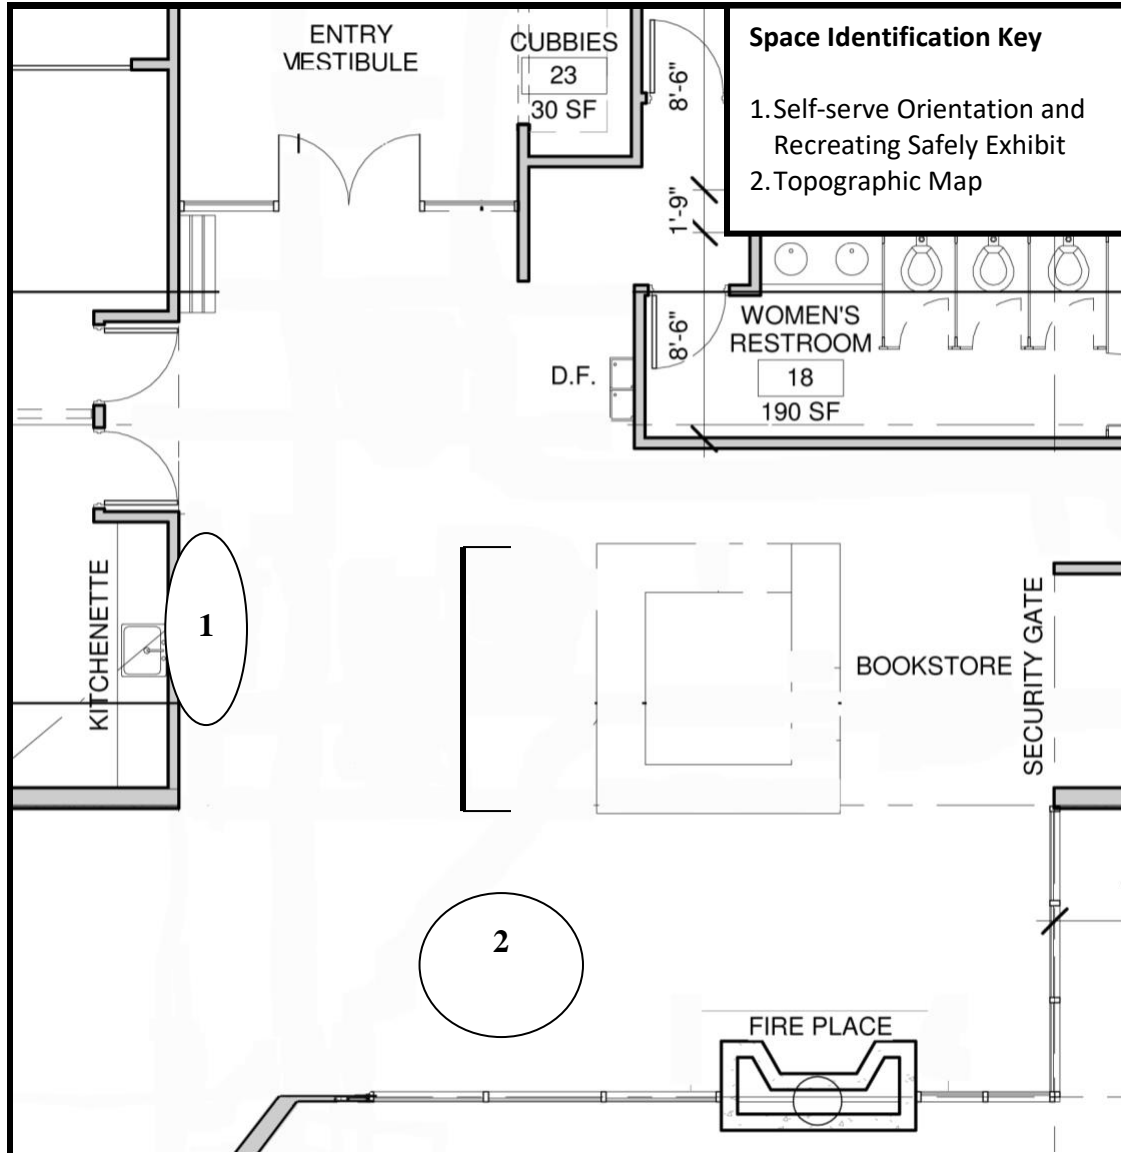 ENTRY
VESTIBULE
CUBBIES
23
30 SF
8'-6"
1'-9"
Space Identification Key
1. Self-serve Orientation and
Recreating Safely Exhibit
2. Topographic Map
8'-6"
WOMEN'S
RESTROOM
18
190 SF
D.F.
KITCHENETTE
1
BOOKSTORE
SECURITY GATE
2
FIRE PLACE